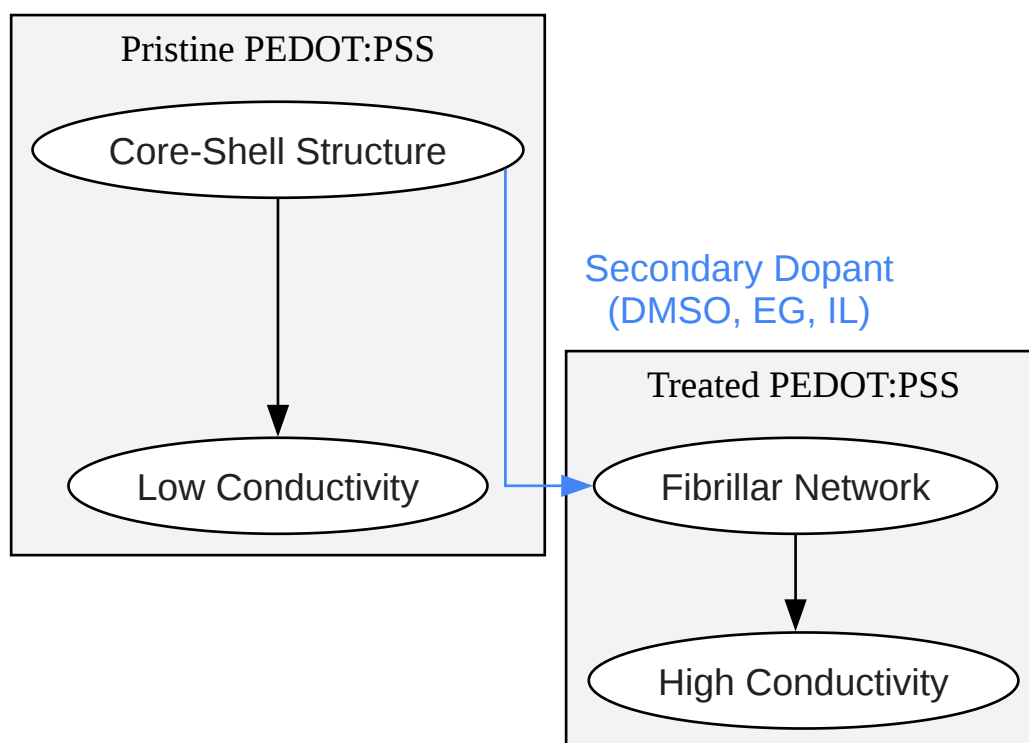 Pristine PEDOT:PSS
Core-Shell Structure
Low Conductivity
Secondary Dopant
(DMSO, EG, IL)
Treated PEDOT:PSS
Fibrillar Network
High Conductivity